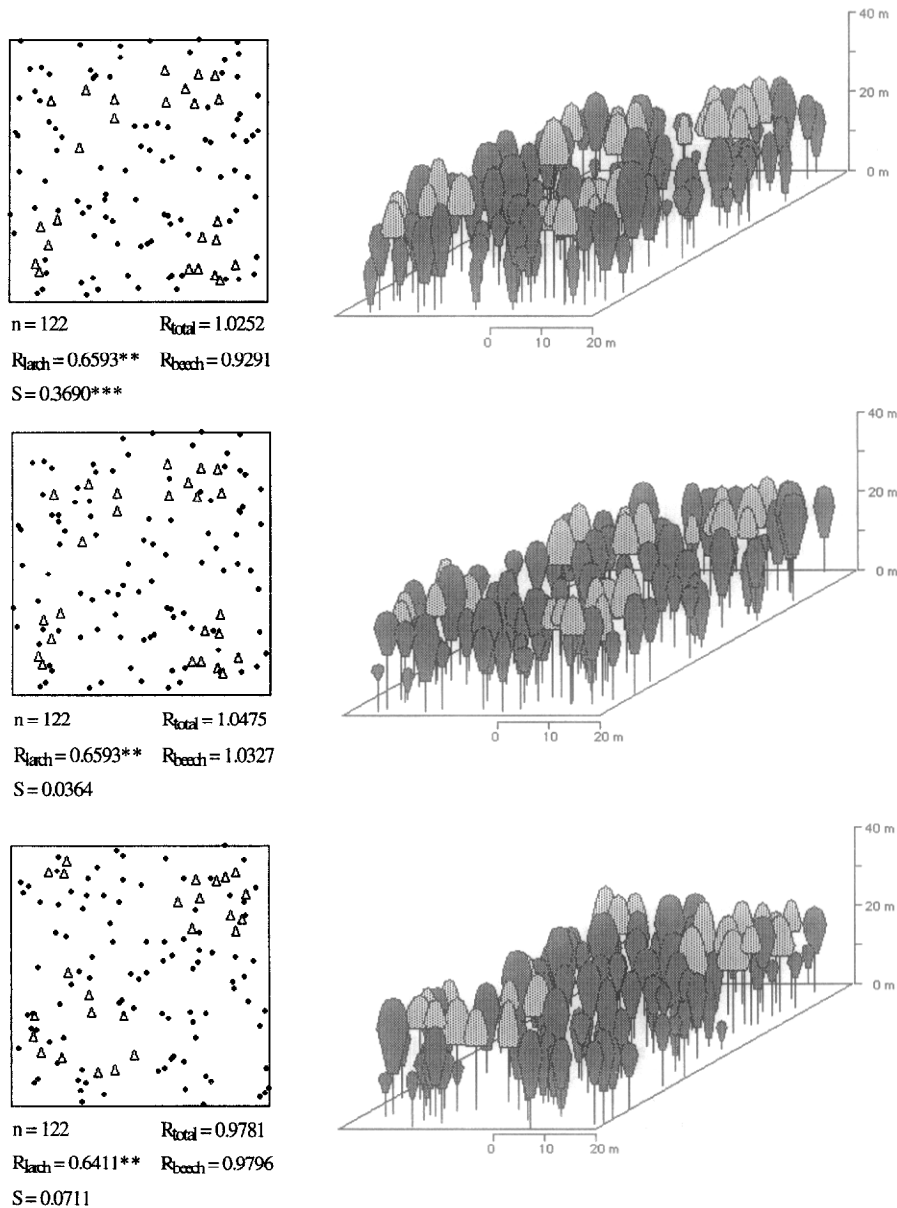 40 m
20 m
0 m
0 10 20 m
n = 122 R_total = 1.0252
R_larch = 0.6593** R_beech = 0.9291
S = 0.3690***
40 m
20 m
0 m
0 10 20 m
n = 122 R_total = 1.0475
R_larch = 0.6593** R_beech = 1.0327
S = 0.0364
40 m
20 m
0 m
0 10 20 m
n = 122 R_total = 0.9781
R_larch = 0.6411** R_beech = 0.9796
S = 0.0711